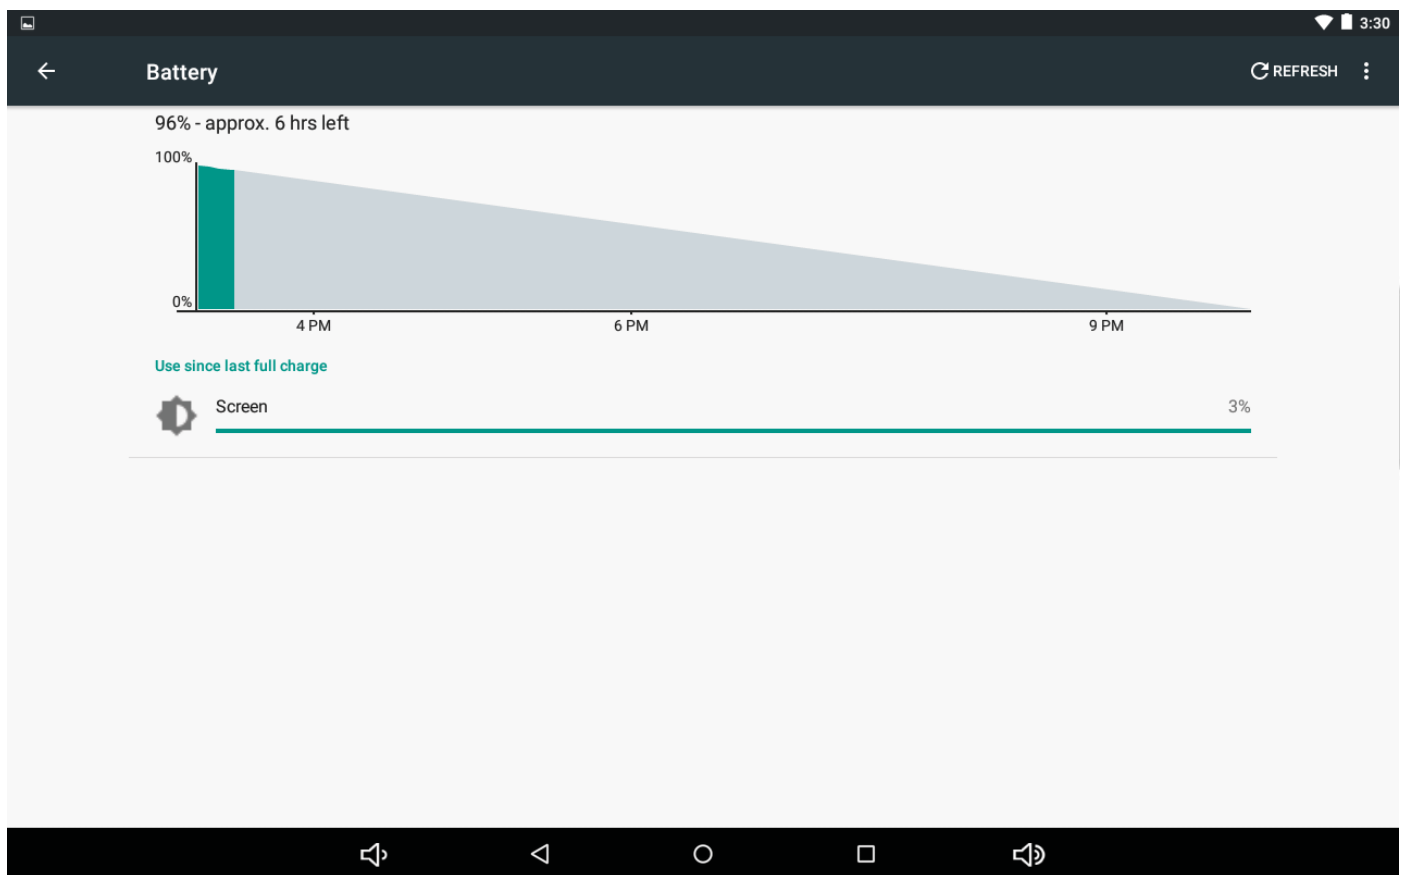 3:30
Battery
REFRESH
96% - approx. 6 hrs left
100%
0%
4 PM 6 PM 9 PM
Use since last full charge
Screen 3%